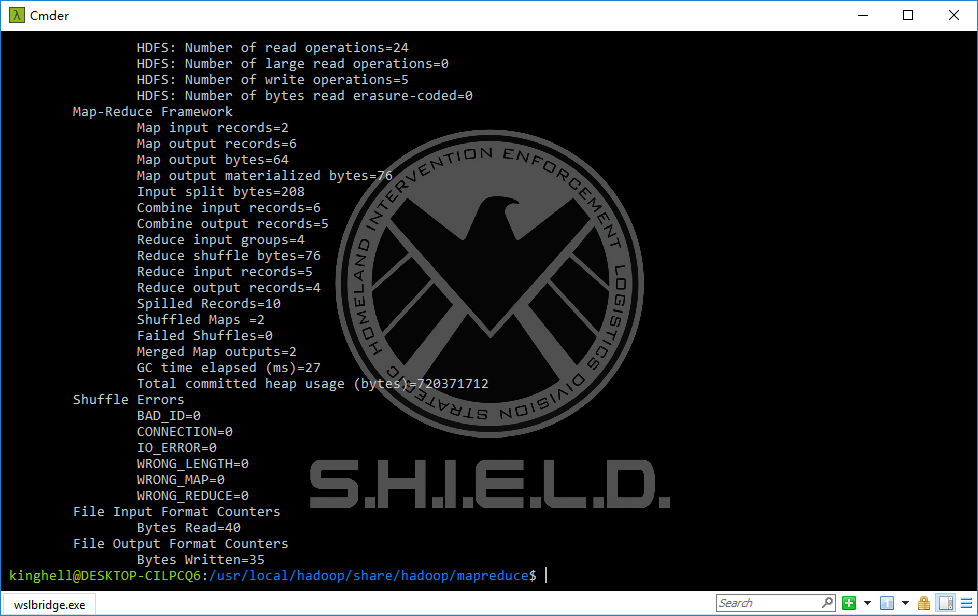 Cmder
HDFS: Number of read operations=24
HDFS: Number of large read operations=0
HDFS: Number of write operations=5
HDFS: Number of bytes read erasure-coded=0
Map-Reduce Framework
Map input records=2
Map output records=6
Map output bytes=64
Map output materialized bytes=76
Input split bytes=208
Combine input records=6
Combine output records=5
Reduce input groups=4
Reduce shuffle bytes=76
Reduce input records=5
Reduce output records=4
Spilled Records=10
Shuffled Maps =2
Failed Shuffles=0
Merged Map outputs=2
GC time elapsed (ms)=27
Total committed heap usage (bytes)=720371712
Shuffle Errors
BAD_ID=0
CONNECTION=0
IO_ERROR=0
WRONG_LENGTH=0
WRONG_MAP=0
WRONG_REDUCE=0
File Input Format Counters
Bytes Read=40
File Output Format Counters
Bytes Written=35
kinghell@DESKTOP-CILPCQ6:/usr/local/hadoop/share/hadoop/mapreduce$
STRATEGIC HOMELAND INTERVENTION ENFORCEMENT LOGISTICS DIVISION
S.H.I.E.L.D.
wslbridge.exe
Search